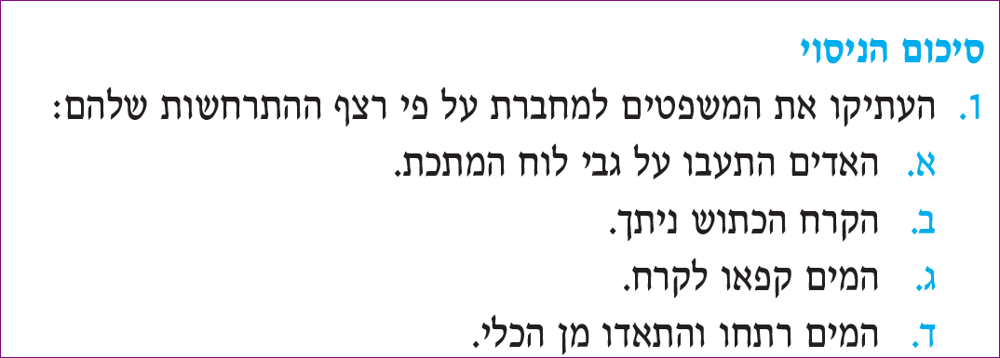 סיכום הניסוי
1. העתיקו את המשפטים למחברת על פי רצף ההתרחשות שלהם:
א. האדים התעבו על גבי לוח המתכת.
ב. הקרח הכתוש ניתך.
ג. המים קפאו לקרח.
ד. המים רתחו והתאדו מן הכלי.